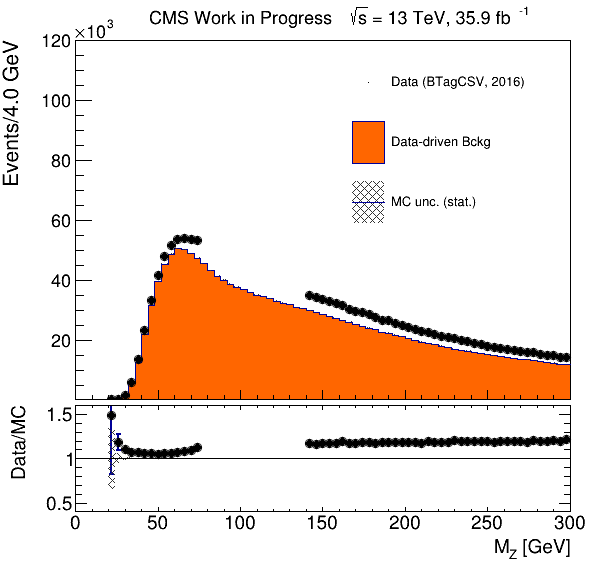 CMS Work in Progress √s = 13 TeV, 35.9 fb⁻¹
×10³
Events/4.0 GeV
120
100
80
60
40
20
Data (BTagCSV, 2016)
Data-driven Bckg
MC unc. (stat.)
Data/MC
1.5
1
0.5
0 50 100 150 200 250 300
M_Z [GeV]